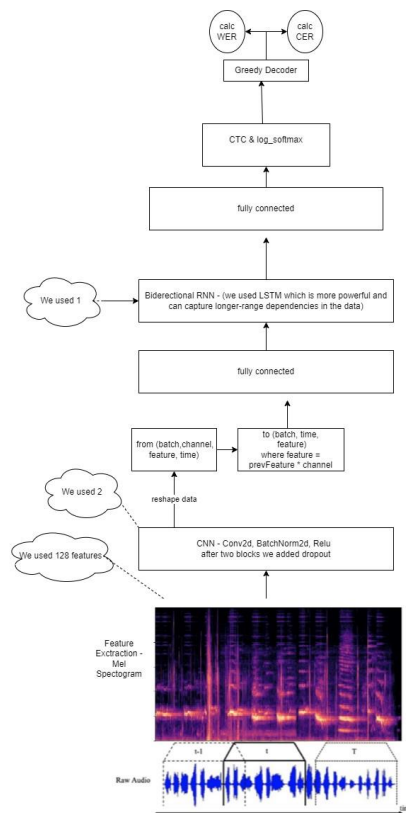 calc
WER
calc
CER
Greedy Decoder
CTC & log_softmax
fully connected
We used 1
Biderectional RNN - (we used LSTM which is more powerful and
can capture longer-range dependencies in the data)
fully connected
from (batch,channel,
feature, time)
to (batch, time,
feature)
where feature =
prevFeature * channel
We used 2
reshape data
We used 128 features
CNN - Conv2d, BatchNorm2d, Relu
after two blocks we added dropout
Feature
Exctraction -
Mel
Spectrogram
t-1
t
T
Raw Audio